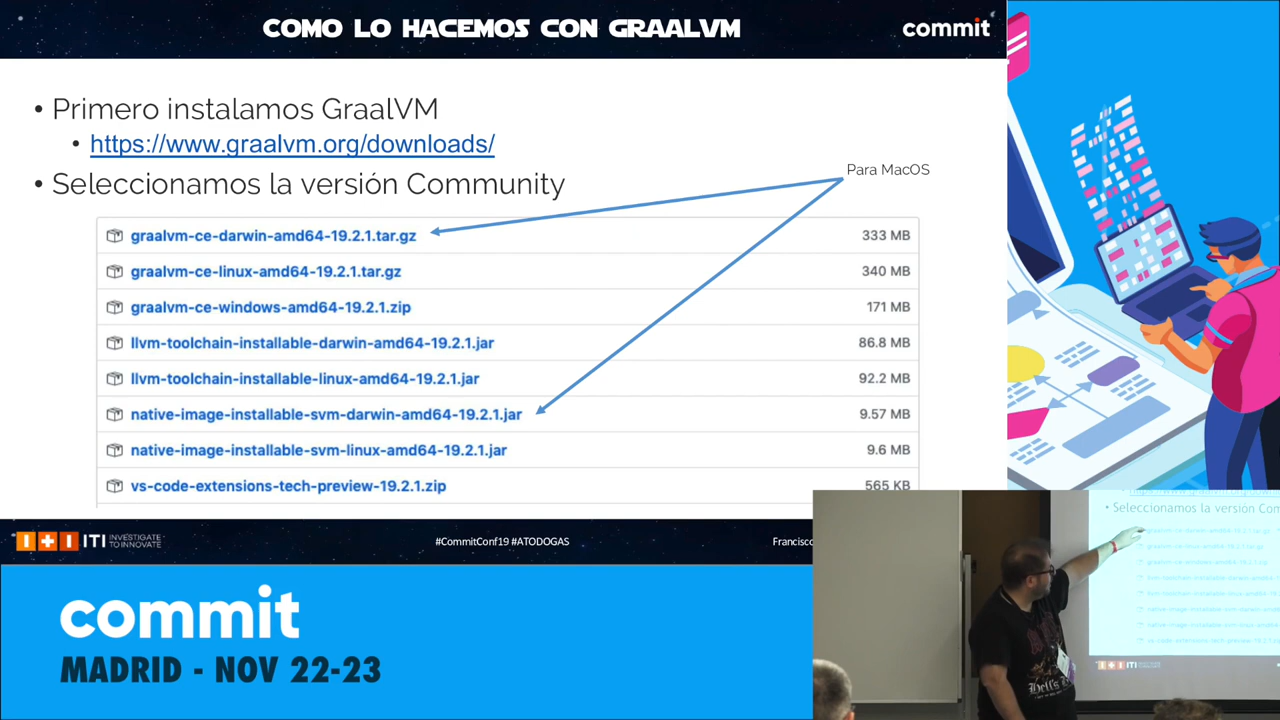 COMO LO HACEMOS CON GRAALVM
commit
• Primero instalamos GraalVM
• https://www.graalvm.org/downloads/
• Seleccionamos la versión Community
Para MacOS
graalvm-ce-darwin-amd64-19.2.1.tar.gz 333 MB
graalvm-ce-linux-amd64-19.2.1.tar.gz 340 MB
graalvm-ce-windows-amd64-19.2.1.zip 171 MB
llvm-toolchain-installable-darwin-amd64-19.2.1.jar 86.8 MB
llvm-toolchain-installable-linux-amd64-19.2.1.jar 92.2 MB
native-image-installable-svm-darwin-amd64-19.2.1.jar 9.57 MB
native-image-installable-svm-linux-amd64-19.2.1.jar 9.6 MB
vs-code-extensions-tech-preview-19.2.1.zip 565 KB
ITI INVESTIGATE
TO INNOVATE
#CommitConf19 #ATODOGAS
Francisco
commit
MADRID - NOV 22-23
• Seleccionamos la versión Com
ITI
Hell's